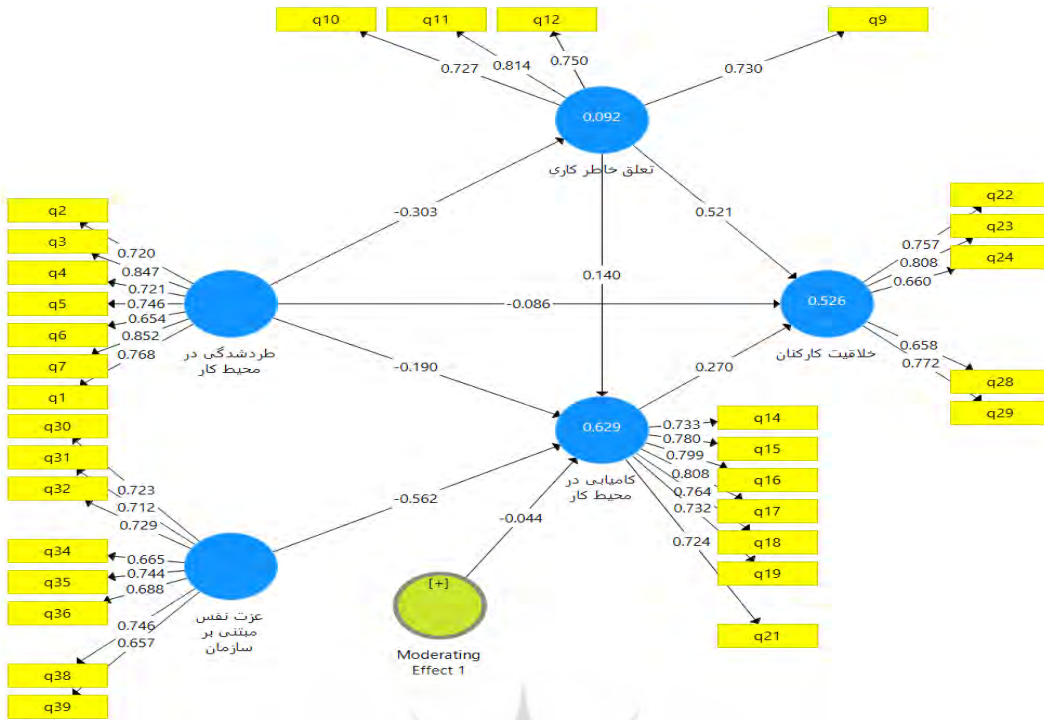 q10
q11
q12
q9
0.727
0.814
0.750
0.730
0.092
تعلق خاطر کاری
q2
q3
q4
q5
q6
q7
q1
0.720
0.847
0.721
0.746
0.654
0.852
0.768
طردشدگی در
محیط کار
-0.303
0.521
0.140
-0.086
-0.190
0.270
-0.562
-0.044
q22
q23
q24
0.757
0.808
0.660
0.526
خلاقیت کارکنان
0.658
0.772
q28
q29
0.629
کامیابی در
محیط کار
0.733
0.780
0.799
0.808
0.764
0.732
0.724
q14
q15
q16
q17
q18
q19
q21
q30
q31
q32
q34
q35
q36
q38
q39
0.723
0.712
0.729
0.665
0.744
0.688
0.746
0.657
عزت نفس
مبتنی بر
سازمان
[+]
Moderating
Effect 1